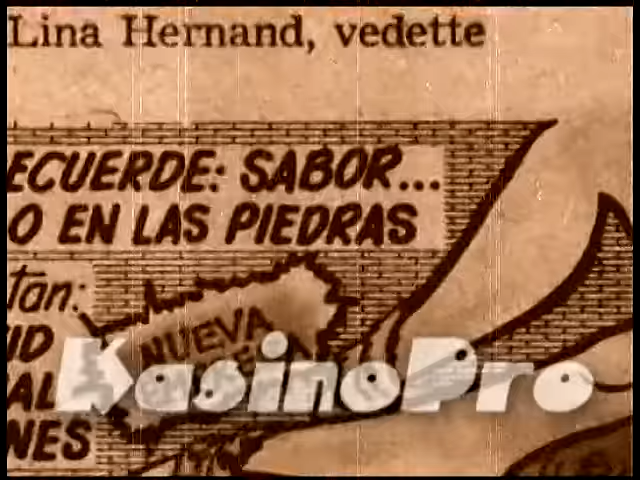 Lina Hernand, vedette
ECUERDE: SABOR...
O EN LAS PIEDRAS
tan:
NUEVA
ID
KasinoPro
AL
NES